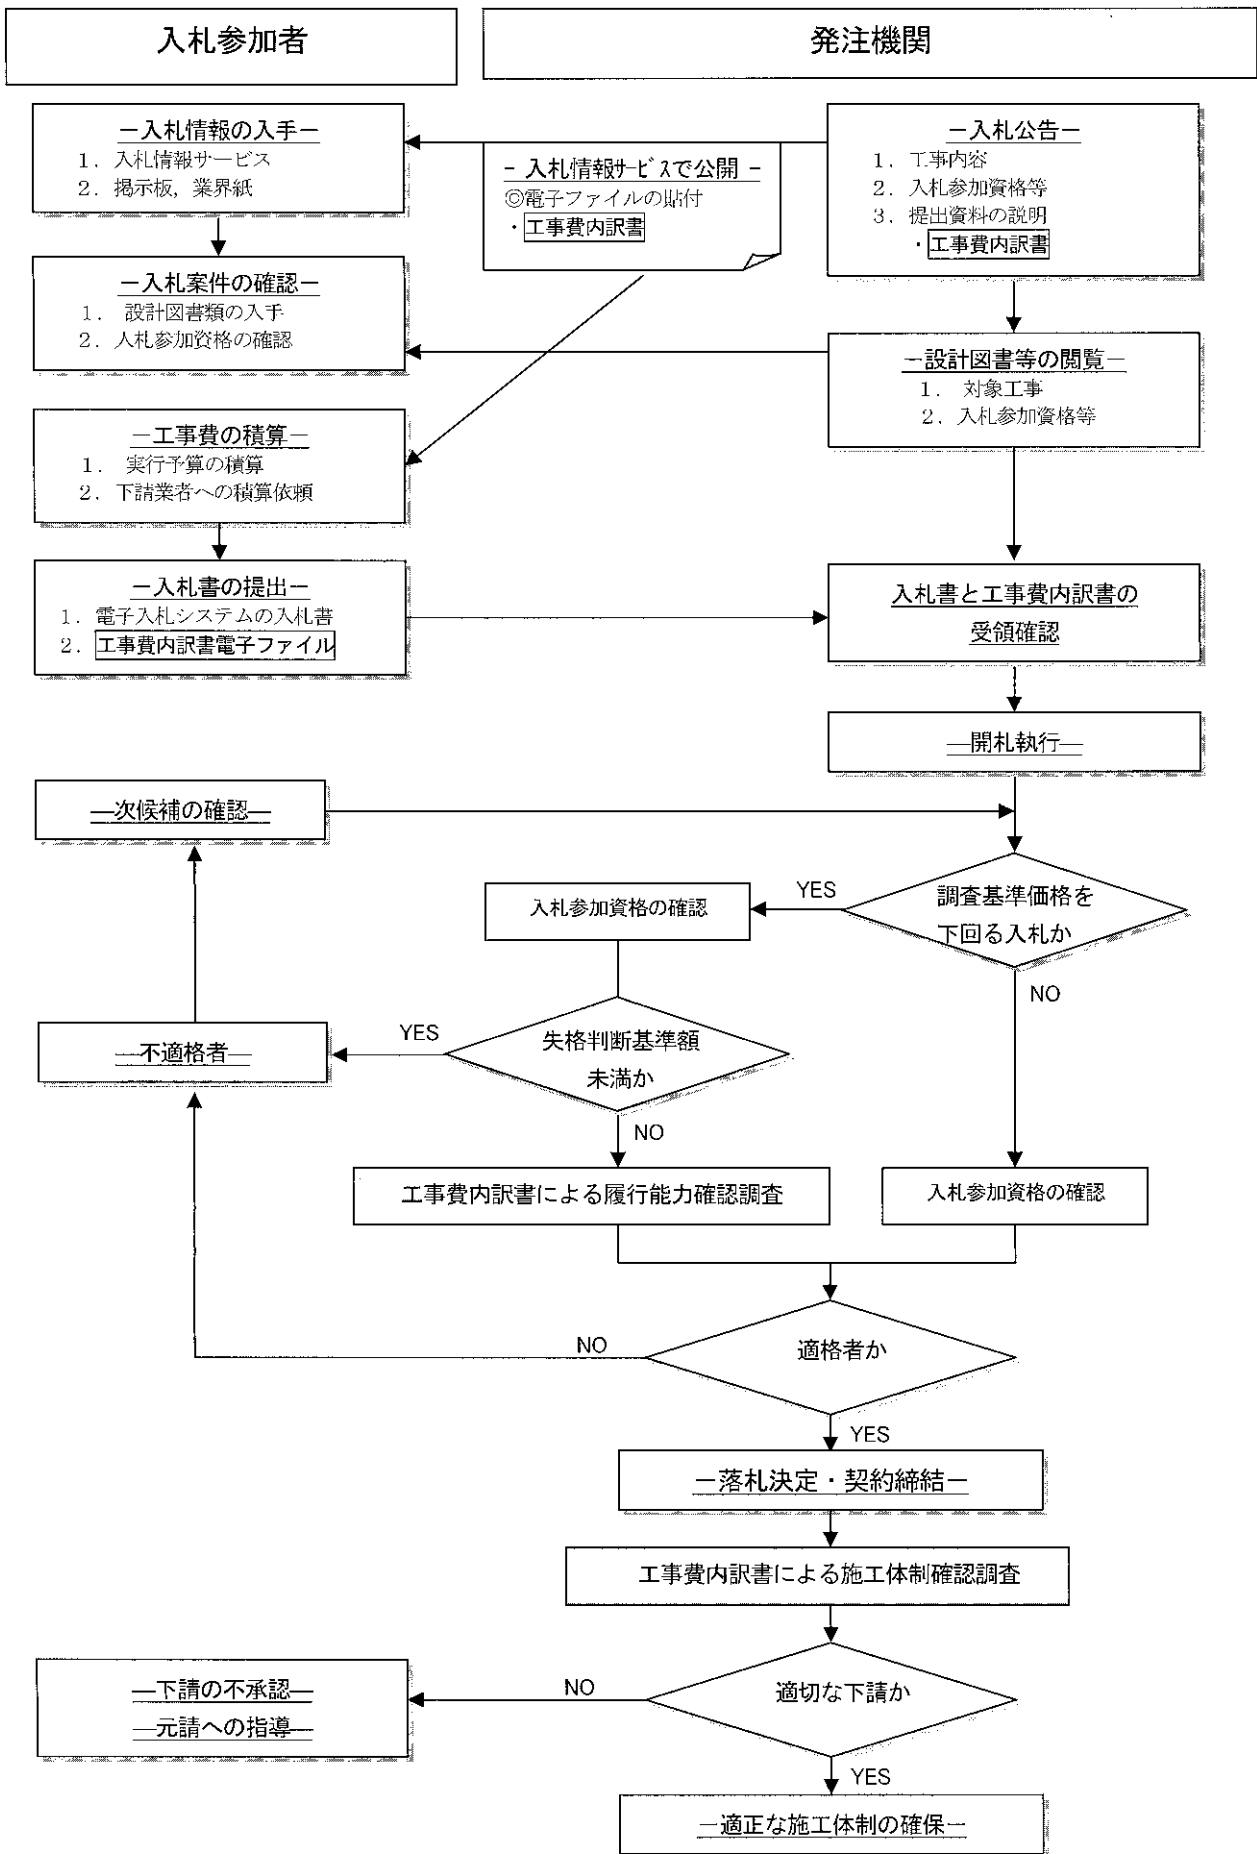 入札参加者
発注機関
－入札情報の入手－
1．入札情報サービス
2．掲示板，業界紙
－入札情報サービスで公開－
◎電子ファイルの貼付
・工事費内訳書
－入札公告－
1．工事内容
2．入札参加資格等
3．提出資料の説明
・工事費内訳書
－入札案件の確認－
1．設計図書類の入手
2．入札参加資格の確認
－設計図書等の閲覧－
1．対象工事
2．入札参加資格等
－工事費の積算－
1．実行予算の積算
2．下請業者への積算依頼
－入札書の提出－
1．電子入札システムの入札書
2．工事費内訳書電子ファイル
入札書と工事費内訳書の
受領確認
―開札執行―
―次候補の確認―
調査基準価格を
下回る入札か
YES
NO
入札参加資格の確認
失格判断基準額
未満か
YES
NO
―不適格者―
工事費内訳書による履行能力確認調査
入札参加資格の確認
適格者か
NO
YES
－落札決定・契約締結－
工事費内訳書による施工体制確認調査
適切な下請か
NO
YES
―下請の不承認―
―元請への指導―
－適正な施工体制の確保－